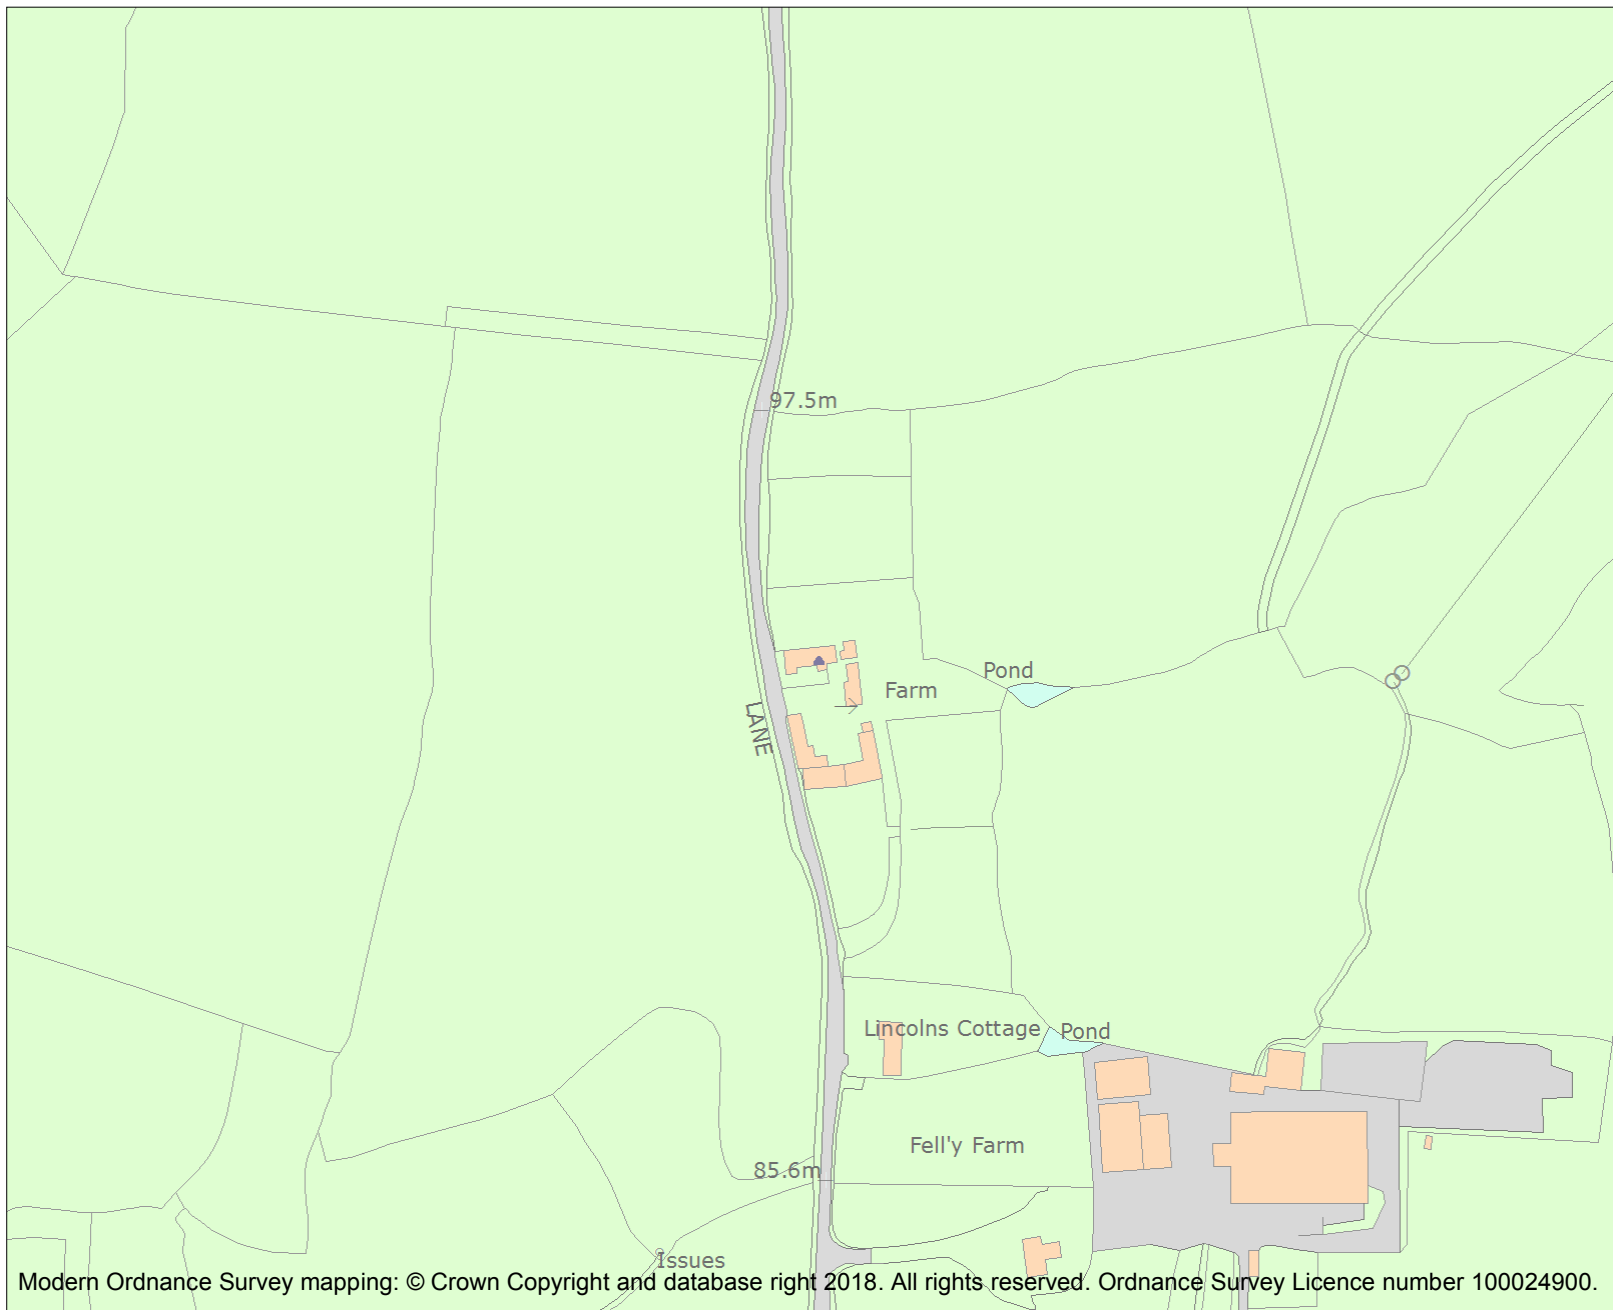 97.5m
Pond
Farm
LANE
Lincolns Cottage
Pond
Fell'y Farm
85.6m
Issues
Modern Ordnance Survey mapping: © Crown Copyright and database right 2018. All rights reserved. Ordnance Survey Licence number 100024900.